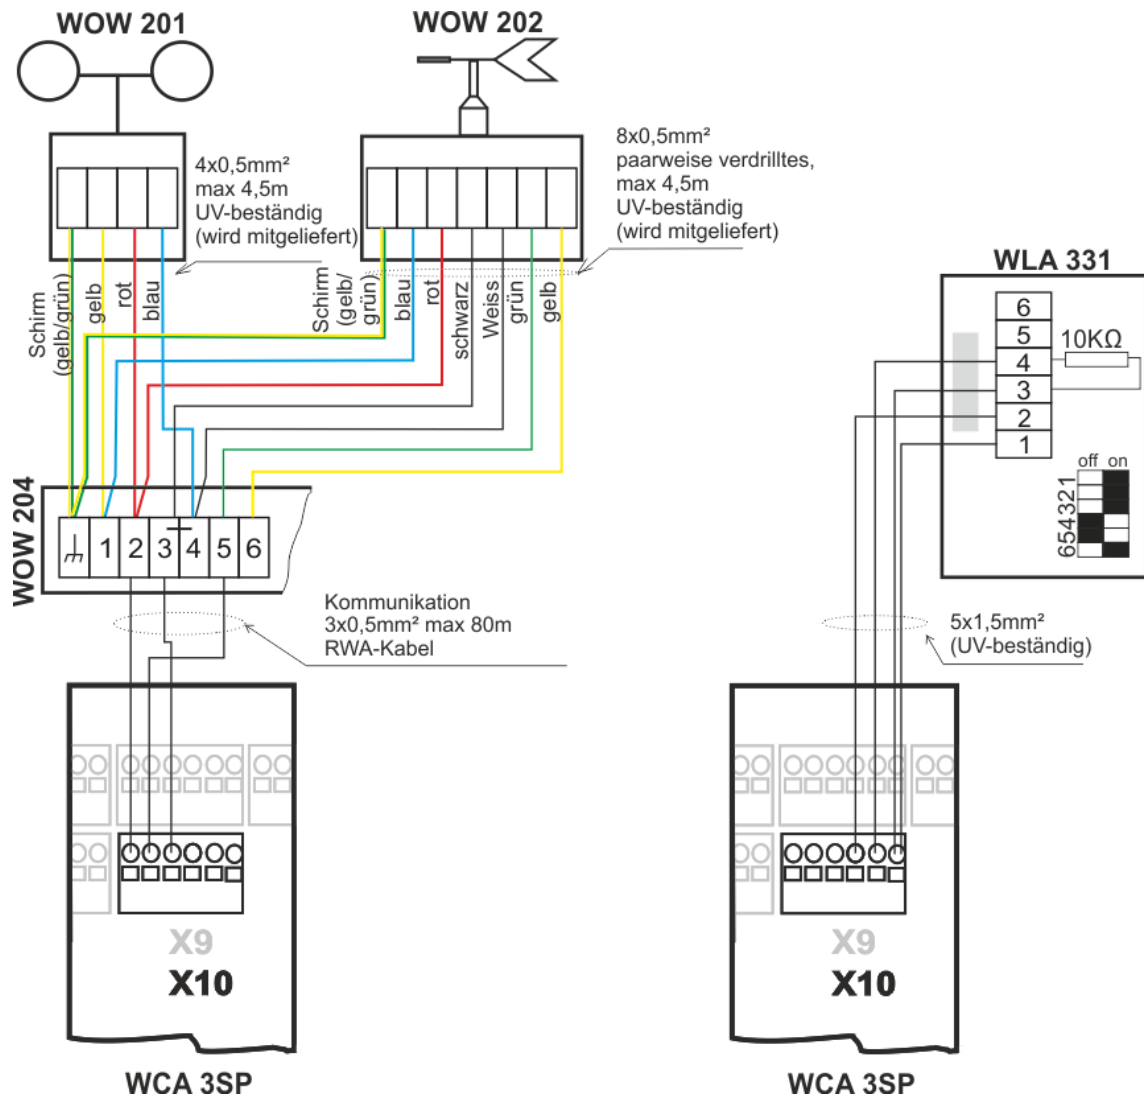 WOW 201
WOW 202
4x0,5mm²
max 4,5m
UV-beständig
(wird mitgeliefert)
8x0,5mm²
paarweise verdrilltes,
max 4,5m
UV-beständig
(wird mitgeliefert)
Schirm
(gelb/grün)
gelb
rot
blau
Schirm
(gelb/
grün)
blau
rot
schwarz
Weiss
grün
gelb
WOW 204
1
2
3
4
5
6
Kommunikation
3x0,5mm² max 80m
RWA-Kabel
X9
X10
WCA 3SP
WLA 331
6
5
4
3
2
1
10KΩ
off on
654321
5x1,5mm²
(UV-beständig)
X9
X10
WCA 3SP